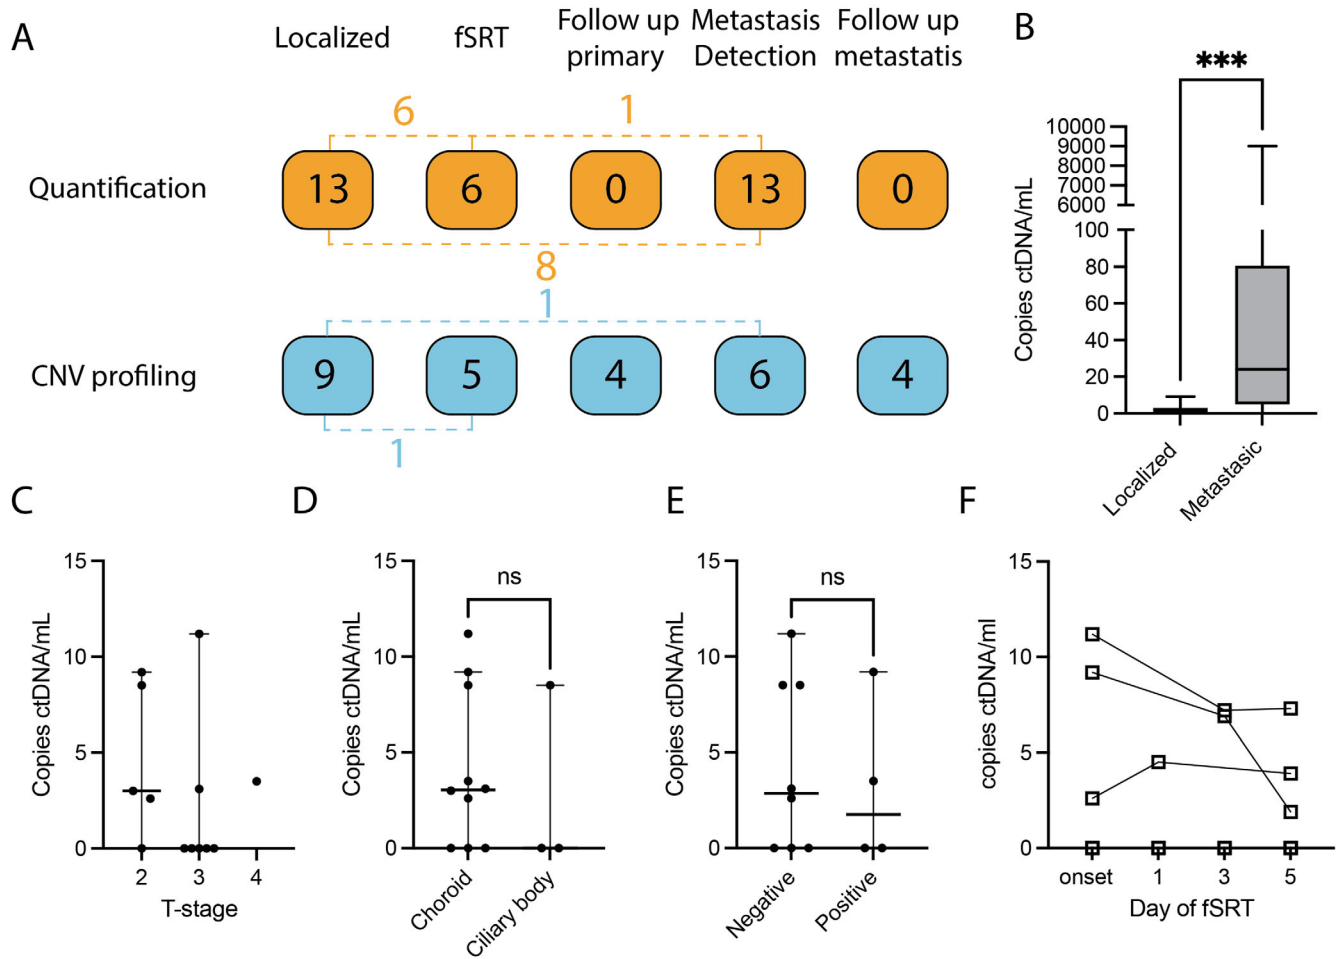 A
Localized
fSRT
Follow up
primary
Metastasis
Detection
Follow up
metastatis
6
1
Quantification
13
6
0
13
0
8
1
CNV profiling
9
5
4
6
4
1
B
***
10000
9000
8000
7000
6000
100
80
60
40
20
0
Copies ctDNA/mL
Localized
Metastasic
C
15
10
5
0
Copies ctDNA/mL
2
3
4
T-stage
D
ns
15
10
5
0
Copies ctDNA/mL
Choroid
Ciliary body
E
ns
15
10
5
0
Copies ctDNA/mL
Negative
Positive
F
15
10
5
0
copies ctDNA/ml
onset
1
3
5
Day of fSRT